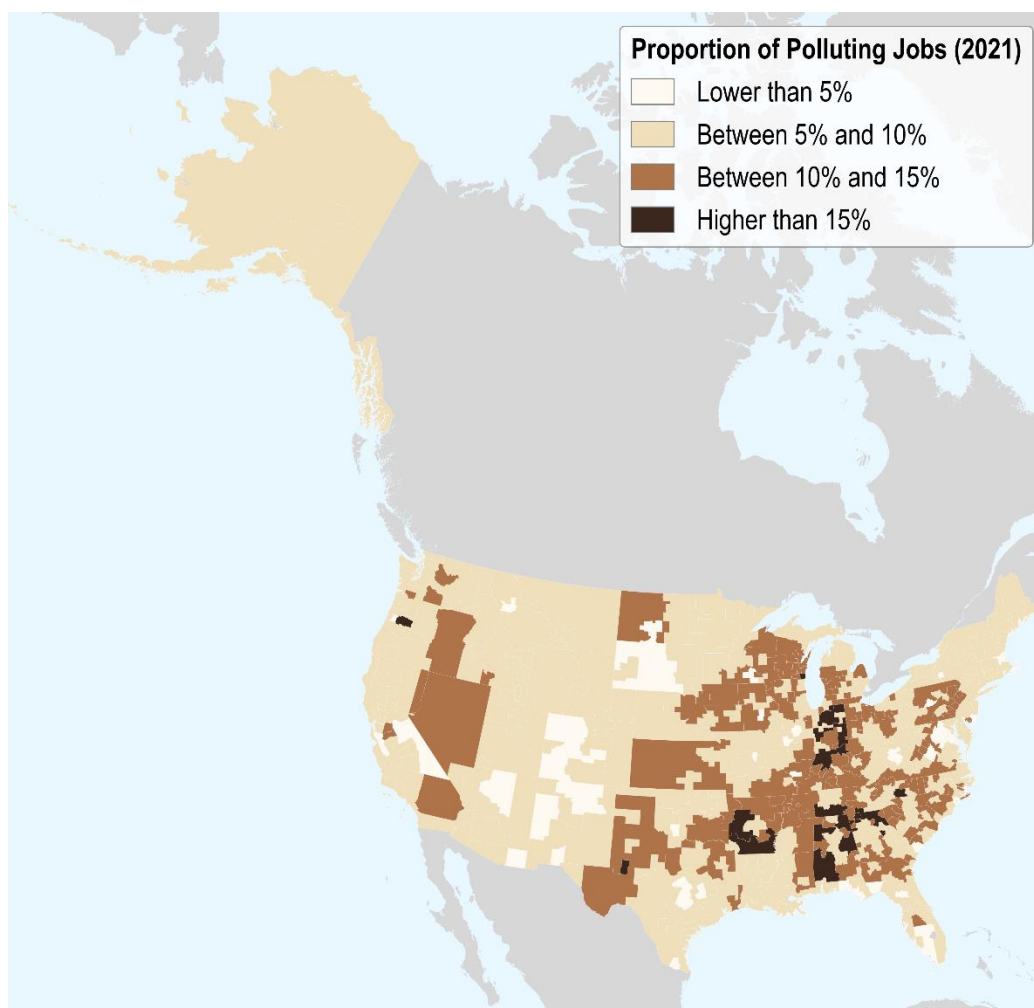 Proportion of Polluting Jobs (2021)
Lower than 5%
Between 5% and 10%
Between 10% and 15%
Higher than 15%